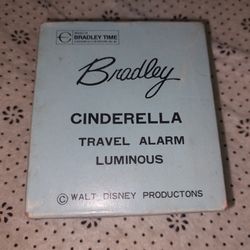 BRADLEY TIME
Bradley
CINDERELLA
TRAVEL ALARM
LUMINOUS
© WALT DISNEY PRODUCTONS